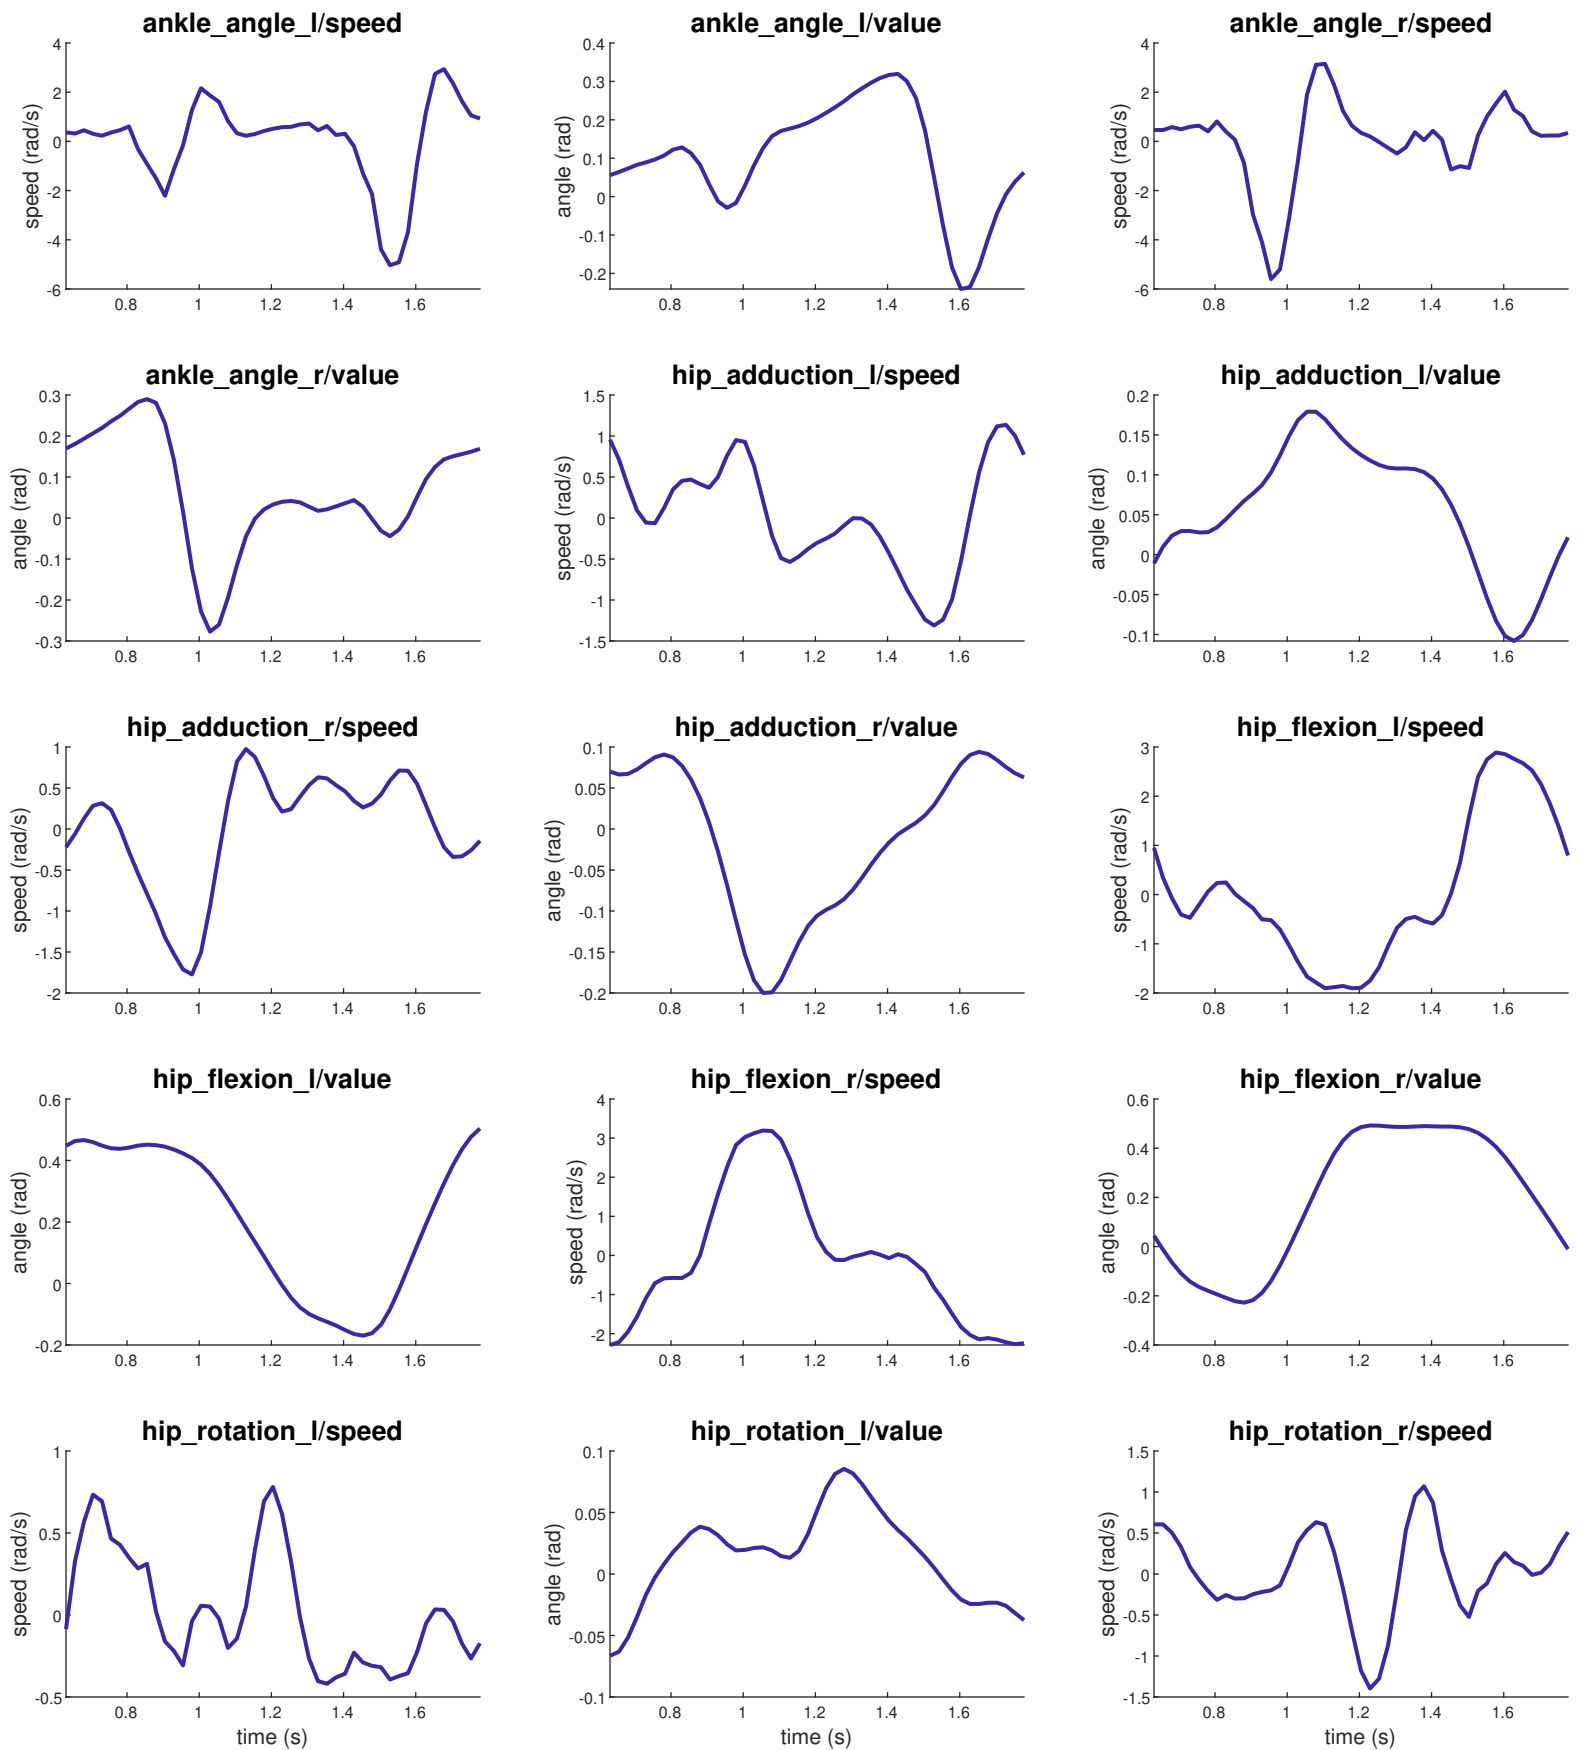 ankle_angle_l/speed
4
2
0
-2
-4
-6
speed (rad/s)
0.8 1 1.2 1.4 1.6
ankle_angle_l/value
0.4
0.3
0.2
0.1
0
-0.1
-0.2
angle (rad)
0.8 1 1.2 1.4 1.6
ankle_angle_r/speed
4
2
0
-2
-4
-6
speed (rad/s)
0.8 1 1.2 1.4 1.6
ankle_angle_r/value
0.3
0.2
0.1
0
-0.1
-0.2
-0.3
angle (rad)
0.8 1 1.2 1.4 1.6
hip_adduction_l/speed
1.5
1
0.5
0
-0.5
-1
-1.5
speed (rad/s)
0.8 1 1.2 1.4 1.6
hip_adduction_l/value
0.2
0.15
0.1
0.05
0
-0.05
-0.1
angle (rad)
0.8 1 1.2 1.4 1.6
hip_adduction_r/speed
1
0.5
0
-0.5
-1
-1.5
-2
speed (rad/s)
0.8 1 1.2 1.4 1.6
hip_adduction_r/value
0.1
0.05
0
-0.05
-0.1
-0.15
-0.2
angle (rad)
0.8 1 1.2 1.4 1.6
hip_flexion_l/speed
3
2
1
0
-1
-2
speed (rad/s)
0.8 1 1.2 1.4 1.6
hip_flexion_l/value
0.6
0.4
0.2
0
-0.2
angle (rad)
0.8 1 1.2 1.4 1.6
hip_flexion_r/speed
4
3
2
1
0
-1
-2
speed (rad/s)
0.8 1 1.2 1.4 1.6
hip_flexion_r/value
0.6
0.4
0.2
0
-0.2
-0.4
angle (rad)
0.8 1 1.2 1.4 1.6
hip_rotation_l/speed
1
0.5
0
-0.5
speed (rad/s)
0.8 1 1.2 1.4 1.6
time (s)
hip_rotation_l/value
0.1
0.05
0
-0.05
-0.1
angle (rad)
0.8 1 1.2 1.4 1.6
time (s)
hip_rotation_r/speed
1.5
1
0.5
0
-0.5
-1
-1.5
speed (rad/s)
0.8 1 1.2 1.4 1.6
time (s)